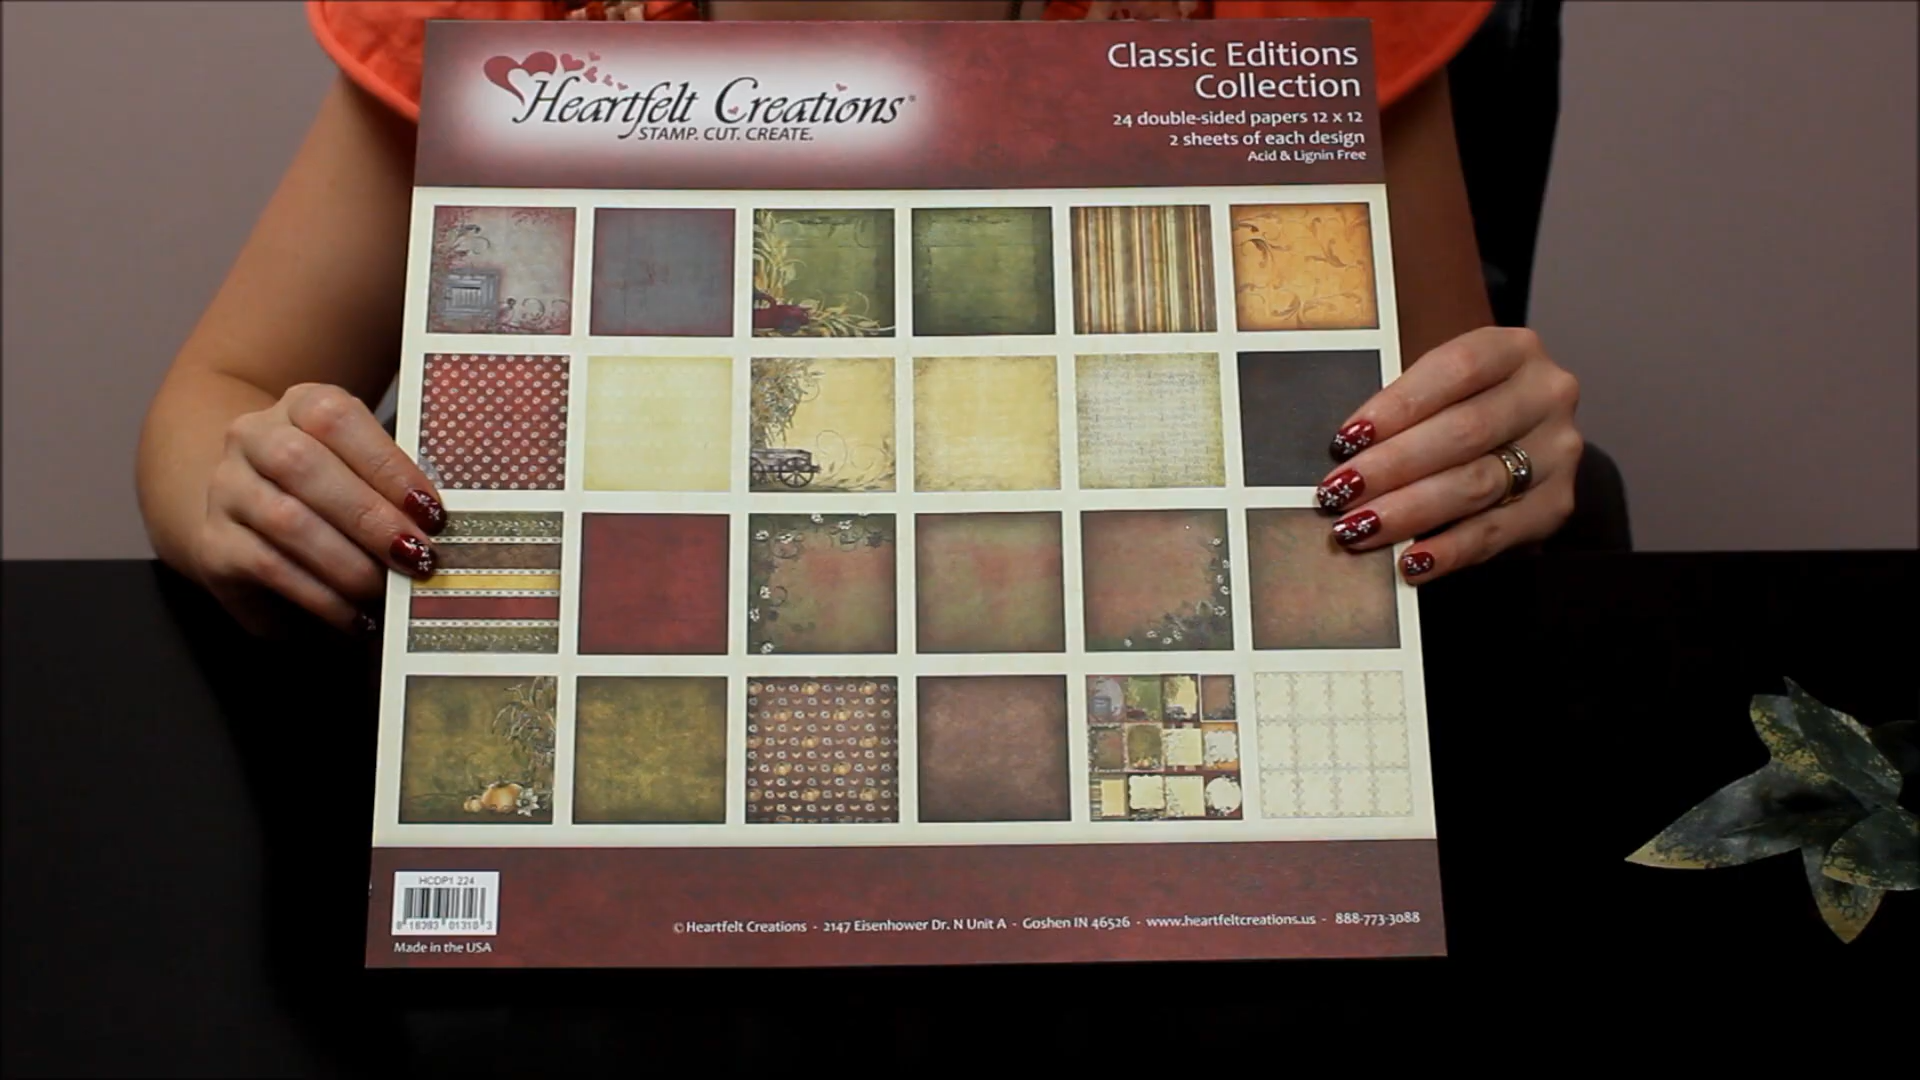 Heartfelt Creations®
STAMP. CUT. CREATE.
Classic Editions
Collection
24 double-sided papers 12 x 12
2 sheets of each design
Acid & Lignin Free
HCDP1 224
Made in the USA
© Heartfelt Creations - 2147 Eisenhower Dr. N Unit A - Goshen IN 46526 - www.heartfeltcreations.us - 888-773-3088